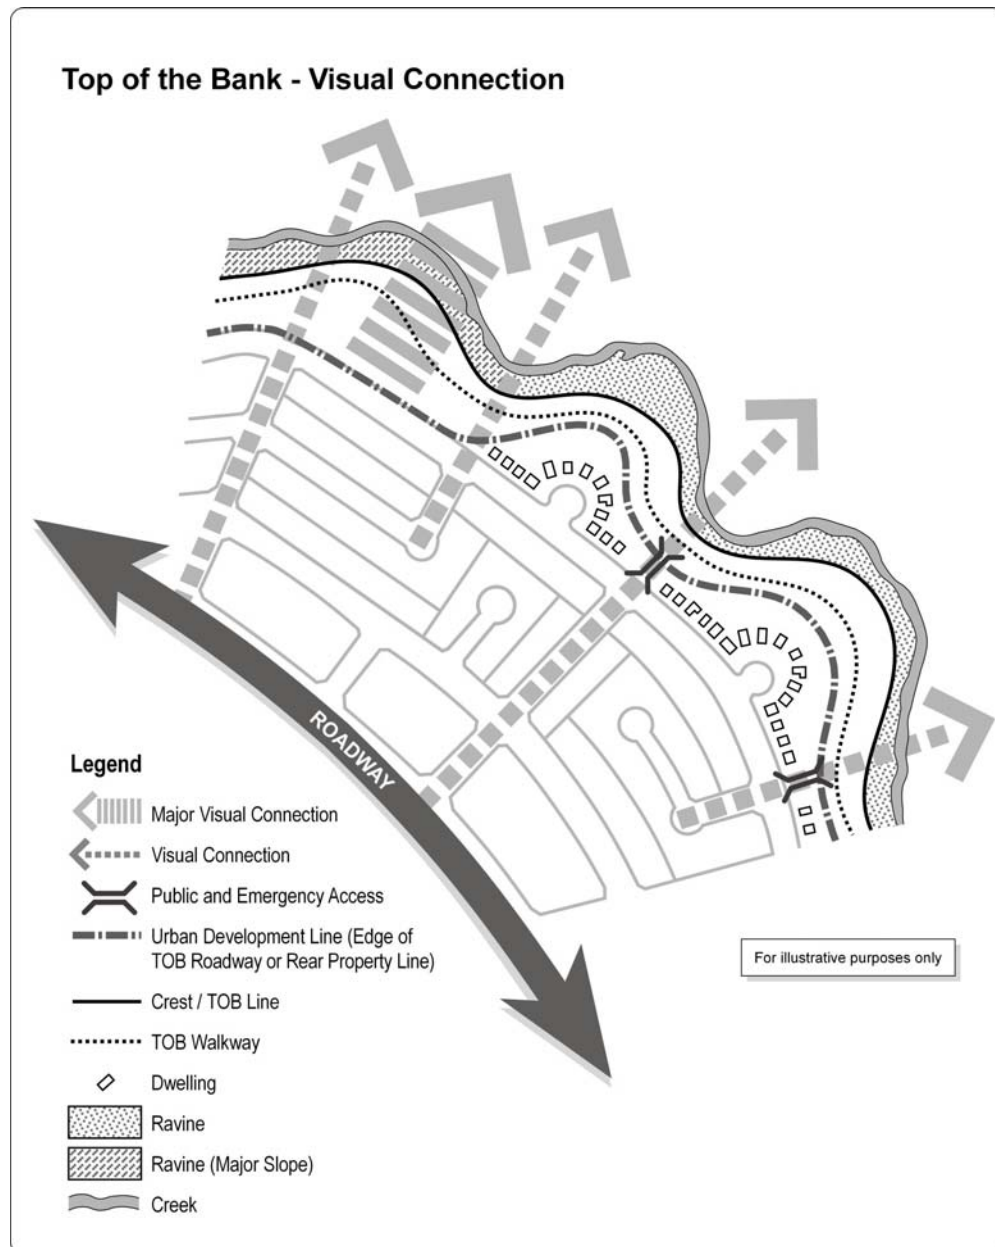 Top of the Bank - Visual Connection
ROADWAY
Legend
Major Visual Connection
Visual Connection
Public and Emergency Access
Urban Development Line (Edge of
TOB Roadway or Rear Property Line)
Crest / TOB Line
TOB Walkway
Dwelling
Ravine
Ravine (Major Slope)
Creek
For illustrative purposes only